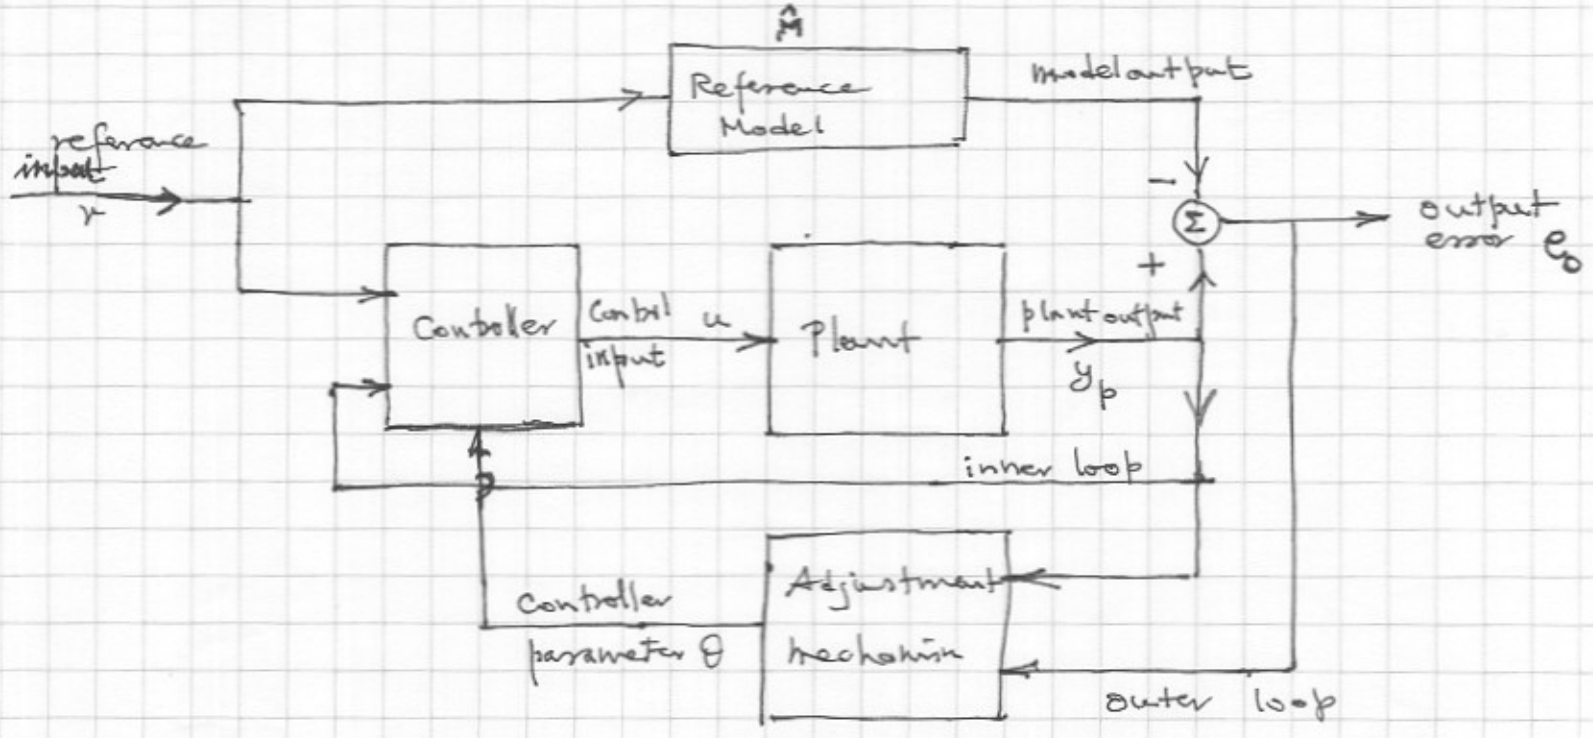 M̂
Reference
Model
model output
reference
input
r
−
Σ
output
error e₀
+
Controller
Control
input
u
Plant
plant output
yₚ
inner loop
Controller
parameter θ
Adjustment
mechanism
outer loop